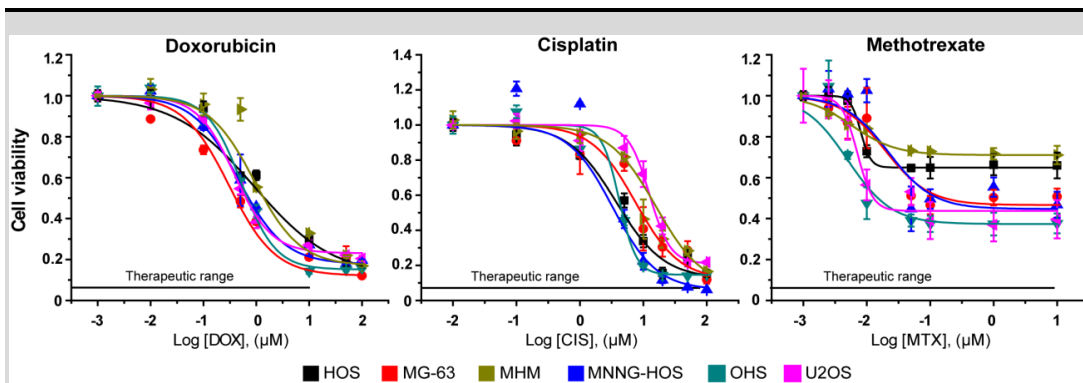 Doxorubicin
Cisplatin
Methotrexate
Cell viability
1.2
1.0
0.8
0.6
0.4
0.2
0
Therapeutic range
-3 -2 -1 0 1 2
Log [DOX], (µM)
1.4
1.2
1.0
0.8
0.6
0.4
0.2
0
Therapeutic range
-2 -1 0 1 2
Log [CIS], (µM)
1.2
1.0
0.8
0.6
0.4
0.2
0
Therapeutic range
-3 -2 -1 0 1
Log [MTX], (µM)
HOS MG-63 MHM MNNG-HOS OHS U2OS